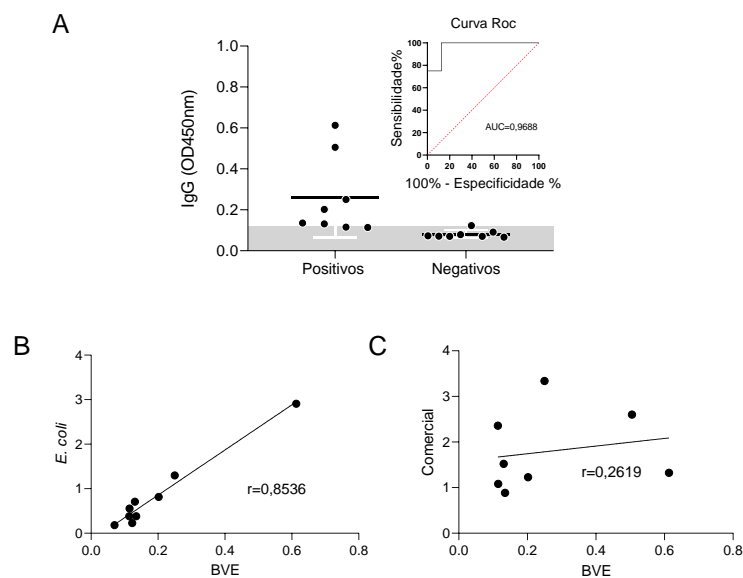 A
Curva Roc
IgG (OD450nm)
1.0
0.8
0.6
0.4
0.2
0.0
Positivos
Negativos
Sensibilidade%
100
80
60
40
20
0
AUC=0,9688
0 20 40 60 80 100
100% - Especificidade %
B
E. coli
4
3
2
1
0
r=0,8536
0.0 0.2 0.4 0.6 0.8
BVE
C
Comercial
4
3
2
1
0
r=0,2619
0.0 0.2 0.4 0.6 0.8
BVE